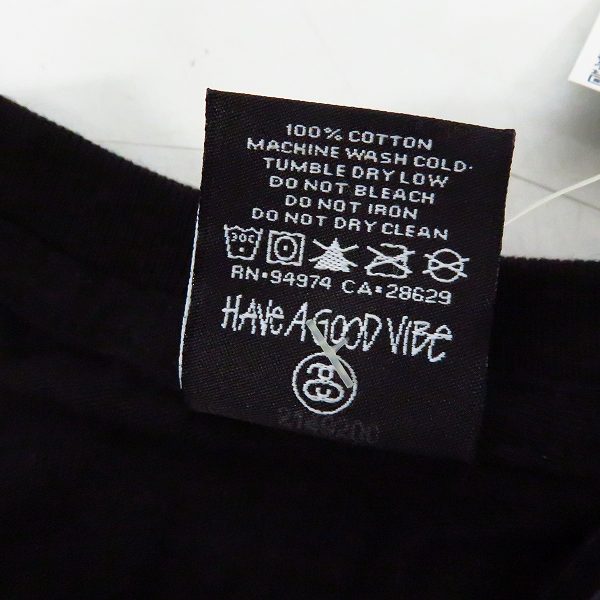 100% COTTON
MACHINE WASH COLD.
TUMBLE DRY LOW
DO NOT BLEACH
DO NOT IRON
DO NOT DRY CLEAN
30C
RN•94974 CA•28629
HAVE A GOOD VIBE